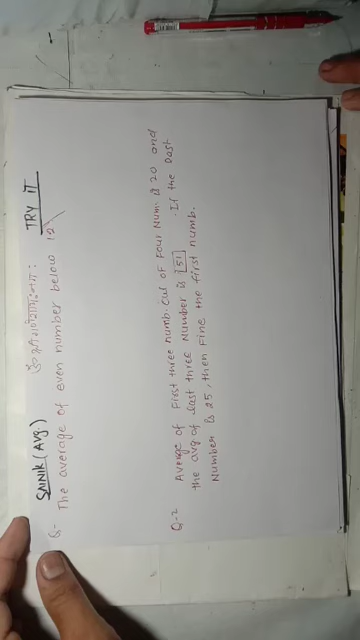 SAINIK (Avg.)
TRY IT
Q- The average of even number below 12
Q-2 Average of First three numb. out of Four Num. is 20 and
the avg of last three Number is 15 . If the Dast
Number is 25, then Fine the first numb.